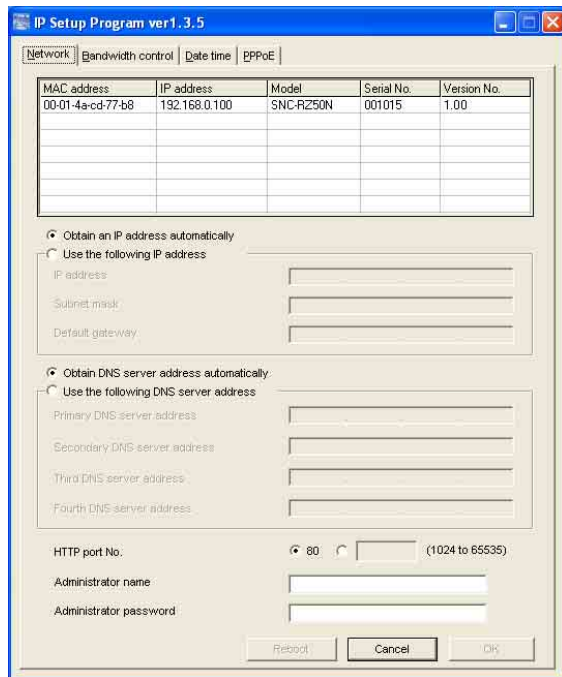 IP Setup Program ver1.3.5
Network Bandwidth control Date time PPPoE
MAC address IP address Model Serial No. Version No.
00-01-4a-cd-77-b8 192.168.0.100 SNC-RZ50N 001015 1.00
Obtain an IP address automatically
Use the following IP address
IP address
Subnet mask
Default gateway
Obtain DNS server address automatically
Use the following DNS server address
Primary DNS server address
Secondary DNS server address
Third DNS server address
Fourth DNS server address
HTTP port No. 80 (1024 to 65535)
Administrator name
Administrator password
Reboot Cancel OK